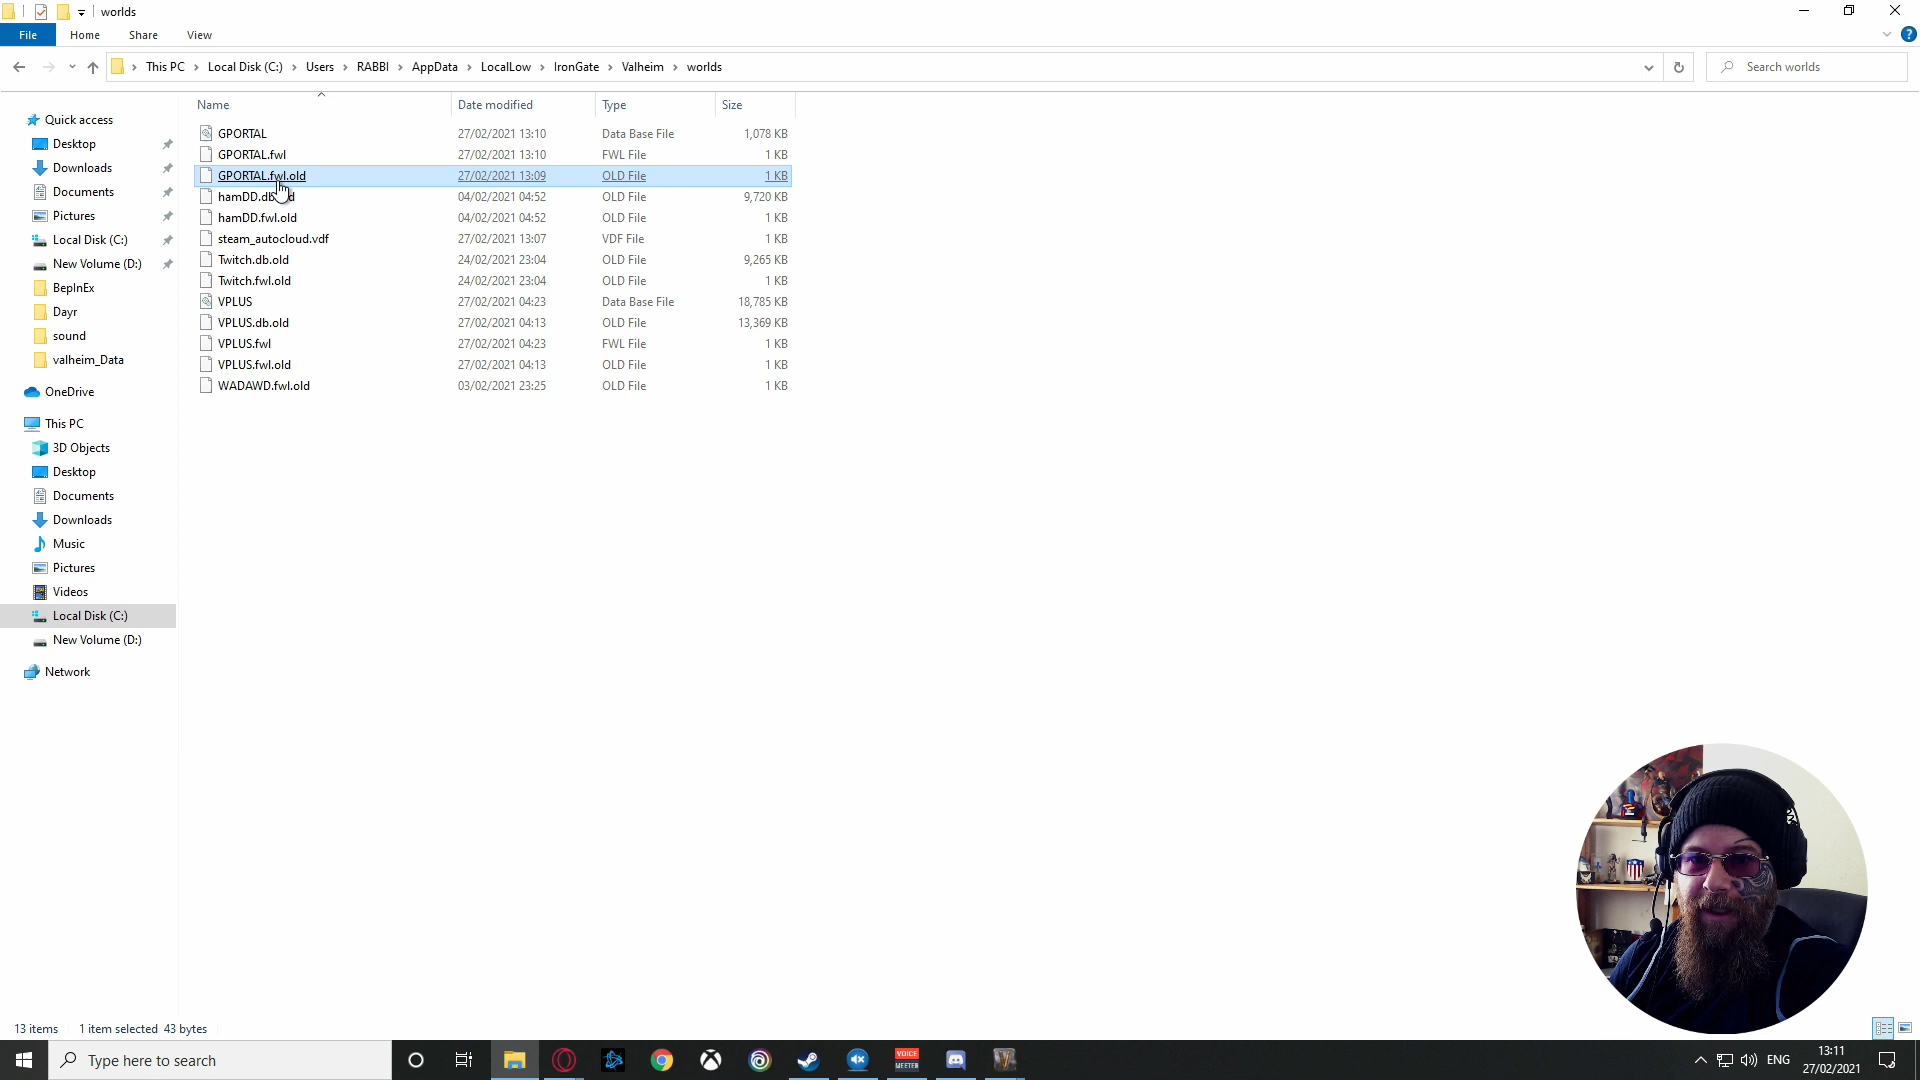 worlds
File Home Share View
This PC Local Disk (C:) Users RABBI AppData LocalLow IronGate Valheim worlds
Search worlds
Name Date modified Type Size
GPORTAL 27/02/2021 13:10 Data Base File 1,078 KB
GPORTAL.fwl 27/02/2021 13:10 FWL File 1 KB
GPORTAL.fwl.old 27/02/2021 13:09 OLD File 1 KB
04/02/2021 04:52 OLD File 9,720 KB
hamDD.fwl.old 04/02/2021 04:52 OLD File 1 KB
steam_autocloud.vdf 27/02/2021 13:07 VDF File 1 KB
Twitch.db.old 24/02/2021 23:04 OLD File 9,265 KB
Twitch.fwl.old 24/02/2021 23:04 OLD File 1 KB
VPLUS 27/02/2021 04:23 Data Base File 18,785 KB
VPLUS.db.old 27/02/2021 04:13 OLD File 13,369 KB
VPLUS.fwl 27/02/2021 04:23 FWL File 1 KB
VPLUS.fwl.old 27/02/2021 04:13 OLD File 1 KB
WADAWD.fwl.old 03/02/2021 23:25 OLD File 1 KB
Quick access
Desktop
Downloads
Documents
Pictures
Local Disk (C:)
New Volume (D:)
BepInEx
Dayr
sound
valheim_Data
OneDrive
This PC
3D Objects
Desktop
Documents
Downloads
Music
Pictures
Videos
Local Disk (C:)
New Volume (D:)
Network
13 items 1 item selected 43 bytes
Type here to search
VOICE
MEETER
ENG
13:11
27/02/2021